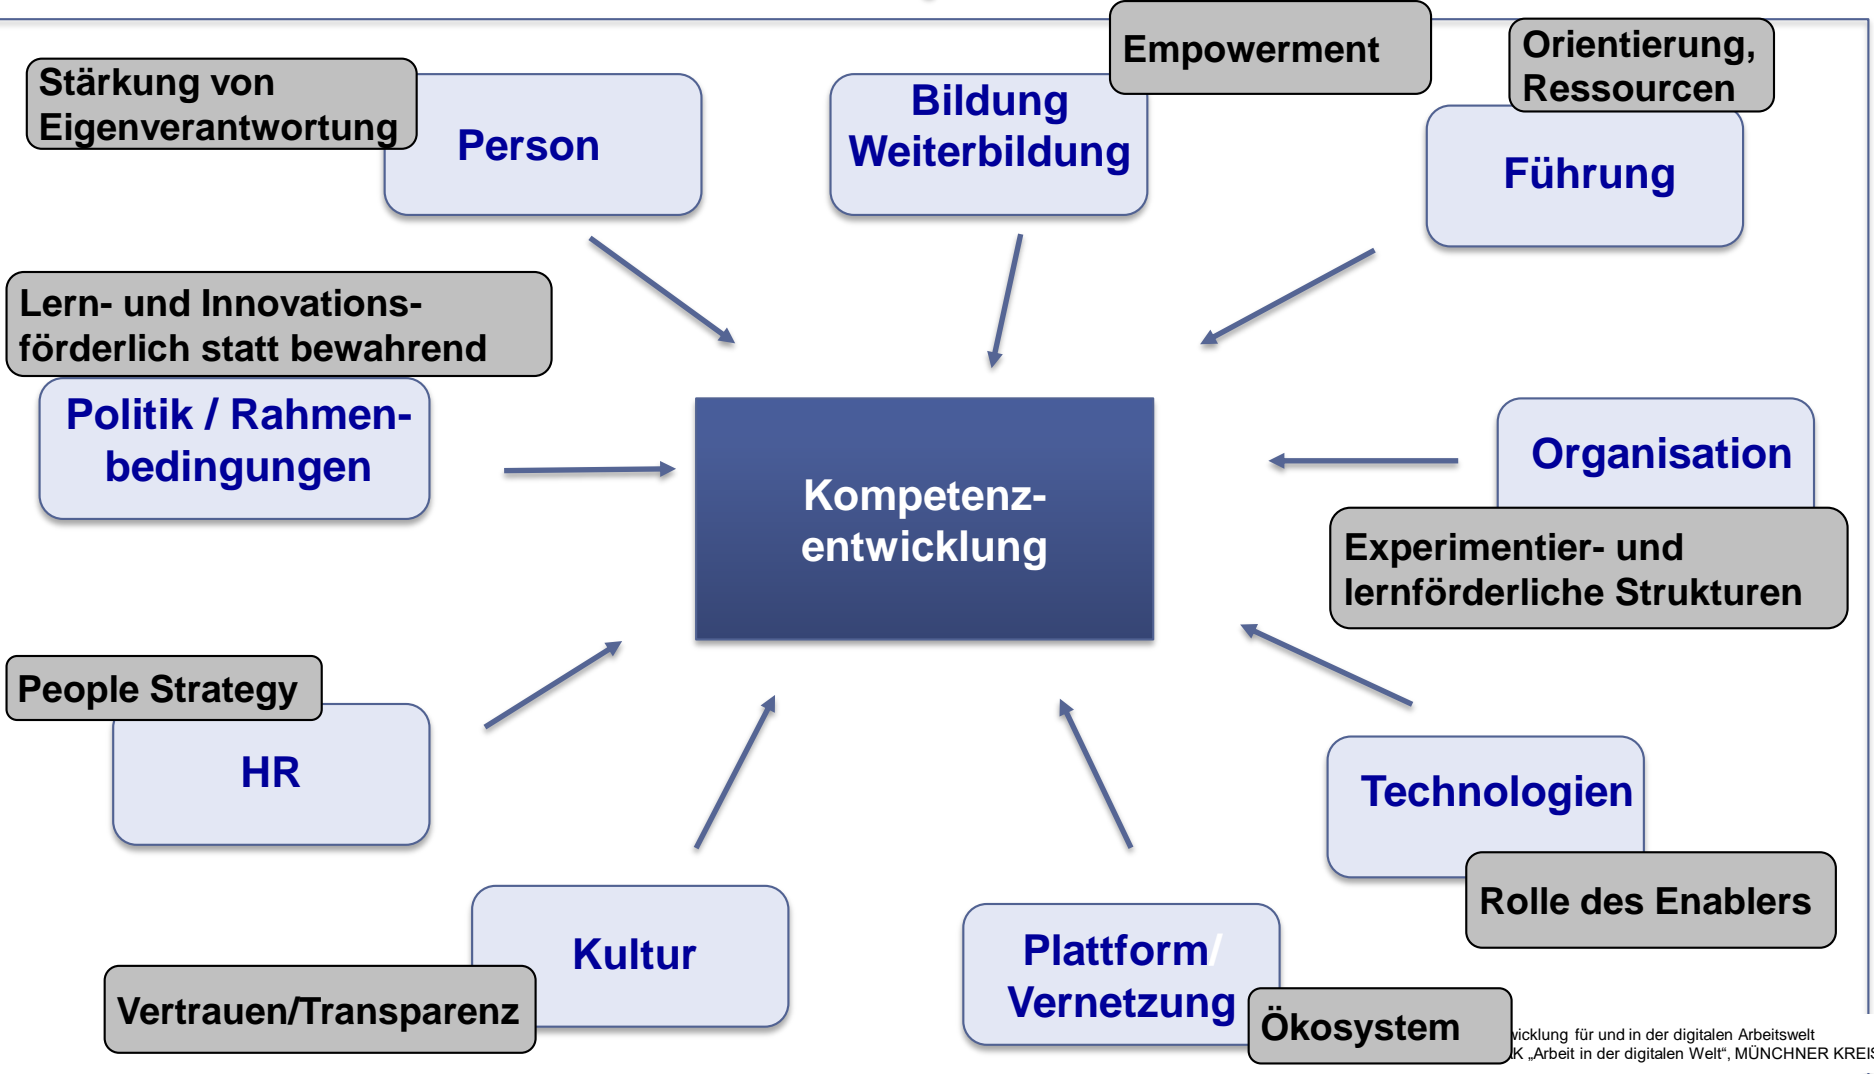 Empowerment
Orientierung,
Ressourcen
Stärkung von
Eigenverantwortung
Person
Bildung
Weiterbildung
Führung
Lern- und Innovations-
förderlich statt bewahrend
Politik / Rahmen-
bedingungen
Kompetenz-
entwicklung
Organisation
Experimentier- und
lernförderliche Strukturen
People Strategy
HR
Technologien
Rolle des Enablers
Kultur
Vertrauen/Transparenz
Plattform/
Vernetzung
Ökosystem
wicklung für und in der digitalen Arbeitswelt
K „Arbeit in der digitalen Welt“, MÜNCHNER KREIS